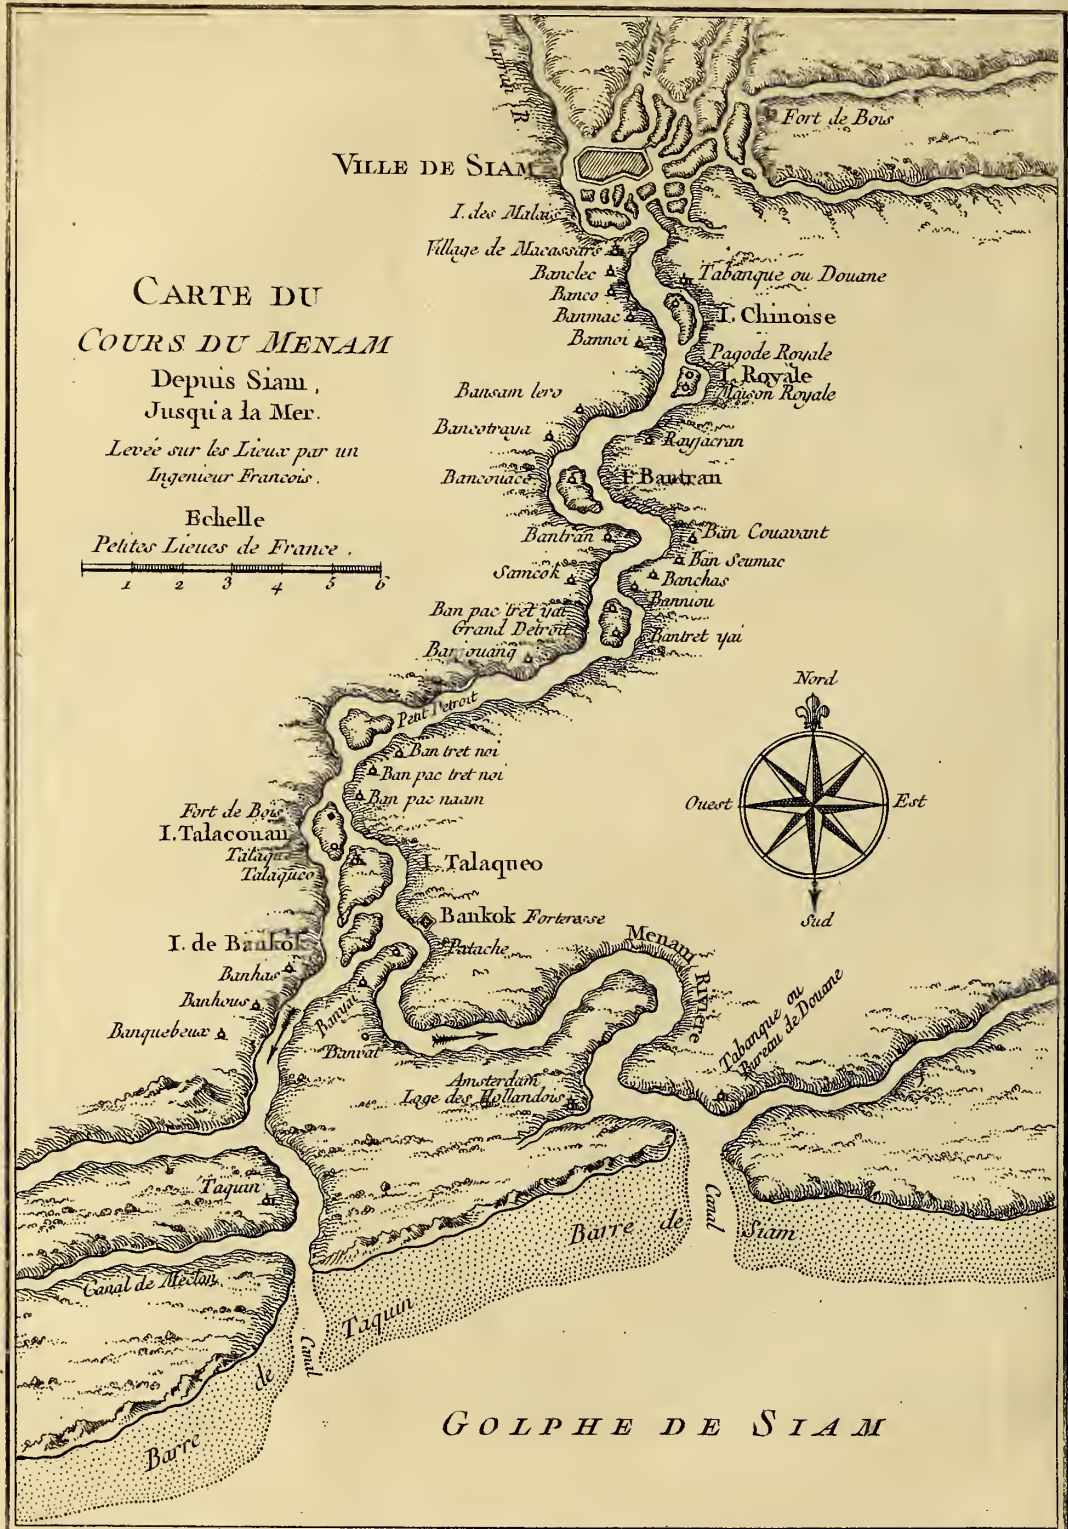 Fort de Bois
VILLE DE SIAM
I. des Malais
Village de Macassars
Banclec
Tabanque ou Douane
Banco
Banmac
I. Chinoise
Bannoi
CARTE DU
COURS DU MENAM
Depuis Siam,
Jusqu'a la Mer.
Levée sur les Lieux par un
Ingenieur Francois.
Echelle
Petites Lieues de France.
1 2 3 4 5 6
Pagode Royale
I. Royale
Maison Royale
Bansam lero
Bancotraya
Rayjacran
Bancouacé
I. Bantran
Bantran
Ban Couavant
Ban Seumac
Samcok
Banchas
Banniou
Ban pac tret yai
Grand Detroit
Bantret yai
Banjouang
Petit Detroit
Nord
Ouest
Est
Sud
Ban tret noi
Ban pac tret noi
Ban pac naam
Fort de Bois
I. Talacouan
Talaqueo
I. Talaqueo
Bankok Forterasse
I. de Bankok
Patache
Menam Riviere
Banhas
Banhous
Banquebeux
Banyai
Banvat
Tabanque ou
Bureau de Douane
Amsterdam
Loge des Hollandois
Taquin
Canal de Meclon
Canal
Barre de Siam
Canal
Barre de Taquin
GOLPHE DE SIAM